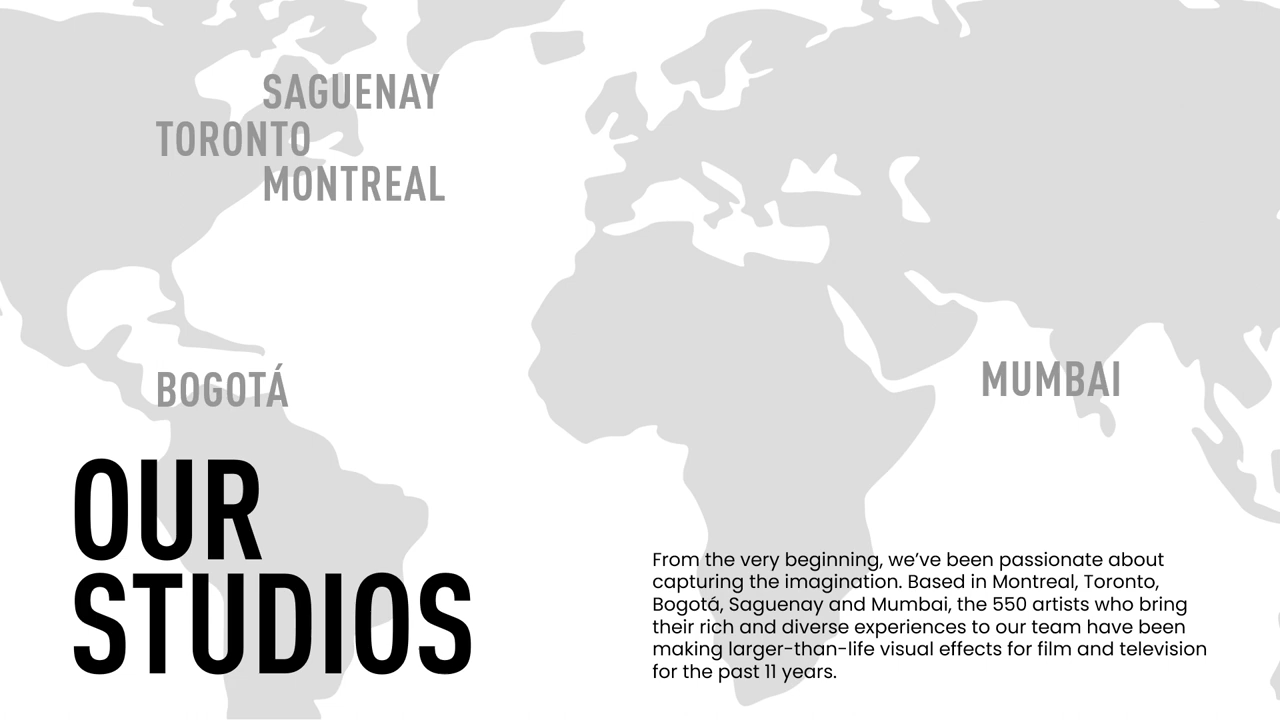 SAGUENAY
TORONTO
MONTREAL
BOGOTÁ
MUMBAI
OUR
STUDIOS
From the very beginning, we’ve been passionate about
capturing the imagination. Based in Montreal, Toronto,
Bogotá, Saguenay and Mumbai, the 550 artists who bring
their rich and diverse experiences to our team have been
making larger-than-life visual effects for film and television
for the past 11 years.